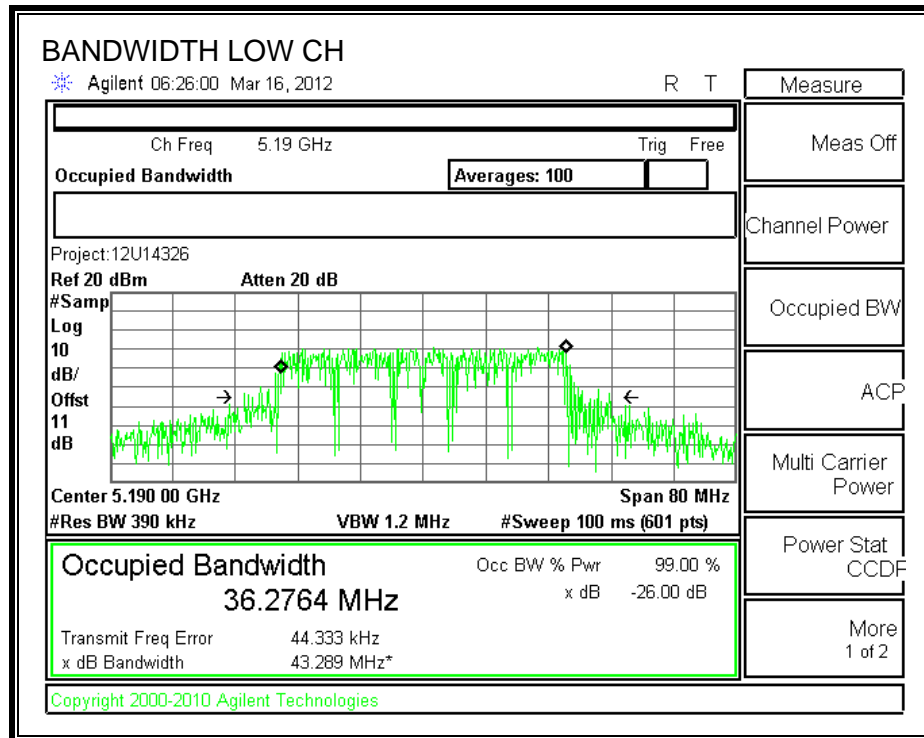 BANDWIDTH LOW CH
Agilent 06:26:00 Mar 16, 2012 R T
Measure
Ch Freq 5.19 GHz Trig Free
Meas Off
Occupied Bandwidth Averages: 100
Channel Power
Project:12U14326
Ref 20 dBm Atten 20 dB
#Samp
Log
10
dB/
Offst
11
dB
Occupied BW
ACP
Multi Carrier
Power
Center 5.190 00 GHz Span 80 MHz
#Res BW 390 kHz VBW 1.2 MHz #Sweep 100 ms (601 pts)
Power Stat
CCDF
Occupied Bandwidth Occ BW % Pwr 99.00 %
36.2764 MHz x dB -26.00 dB
Transmit Freq Error 44.333 kHz
x dB Bandwidth 43.289 MHz*
More
1 of 2
Copyright 2000-2010 Agilent Technologies